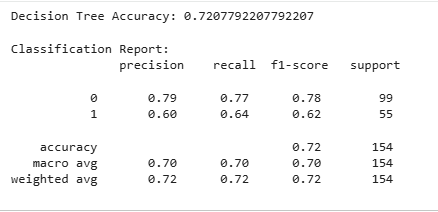 Decision Tree Accuracy: 0.7207792207792207
Classification Report:
precision recall f1-score support
0 0.79 0.77 0.78 99
1 0.60 0.64 0.62 55
accuracy 0.72 154
macro avg 0.70 0.70 0.70 154
weighted avg 0.72 0.72 0.72 154